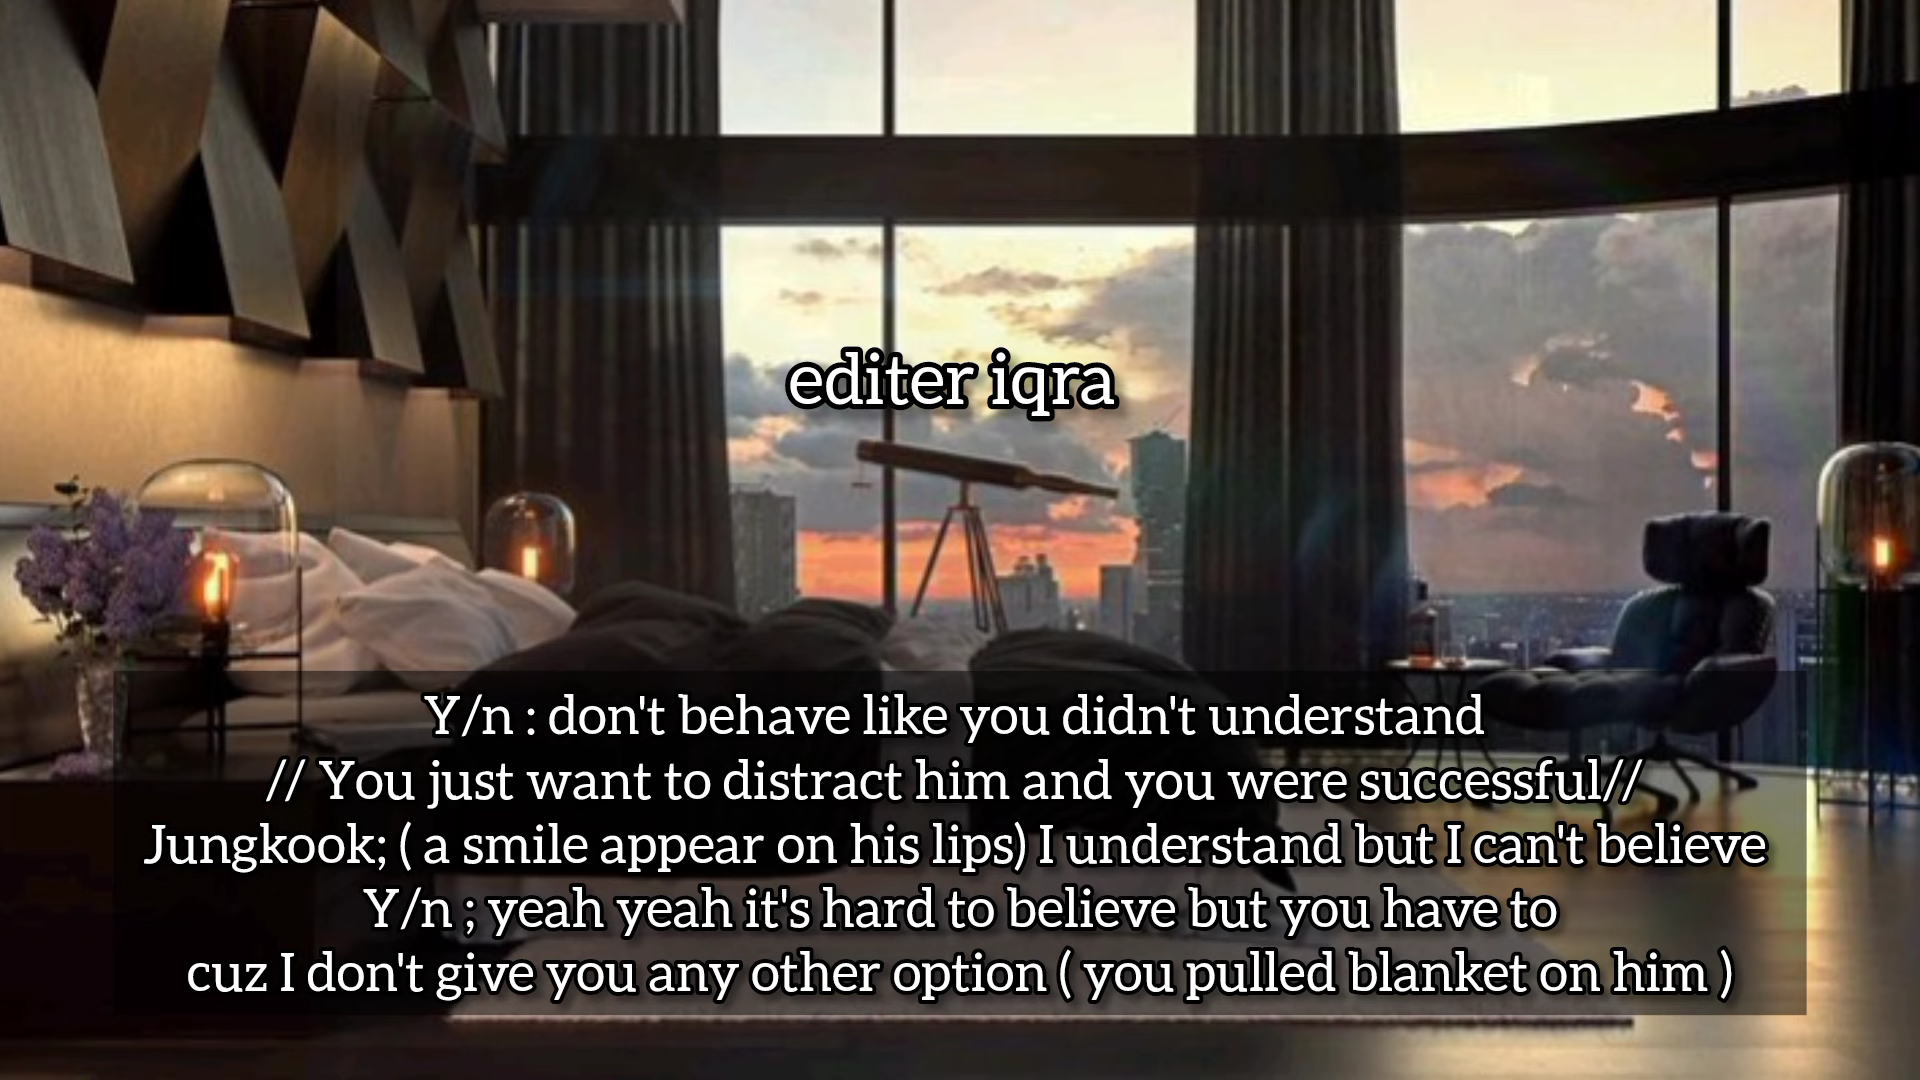 editer iqra
Y/n : don't behave like you didn't understand
// You just want to distract him and you were successful//
Jungkook; ( a smile appear on his lips) I understand but I can't believe
Y/n ; yeah yeah it's hard to believe but you have to
cuz I don't give you any other option ( you pulled blanket on him )